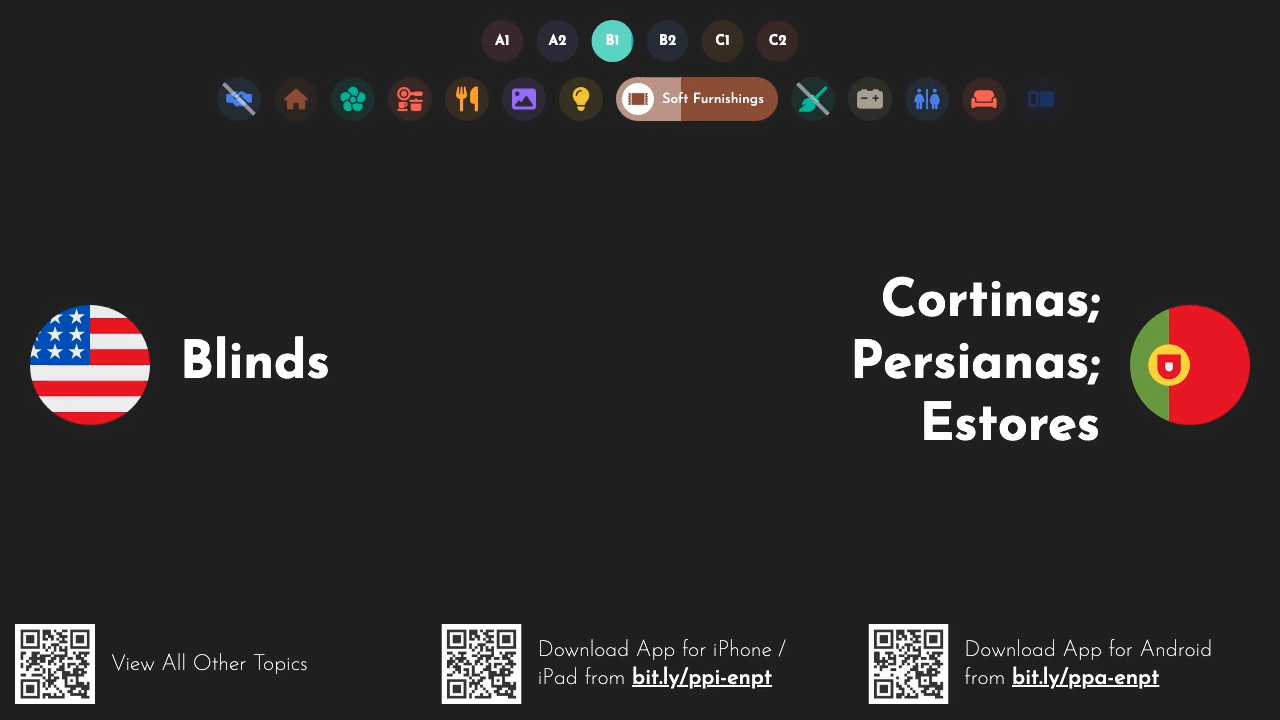 A1 A2 B1 B2 C1 C2
Soft Furnishings
Blinds
Cortinas;
Persianas;
Estores
View All Other Topics
Download App for iPhone /
iPad from bit.ly/ppi-enpt
Download App for Android
from bit.ly/ppa-enpt